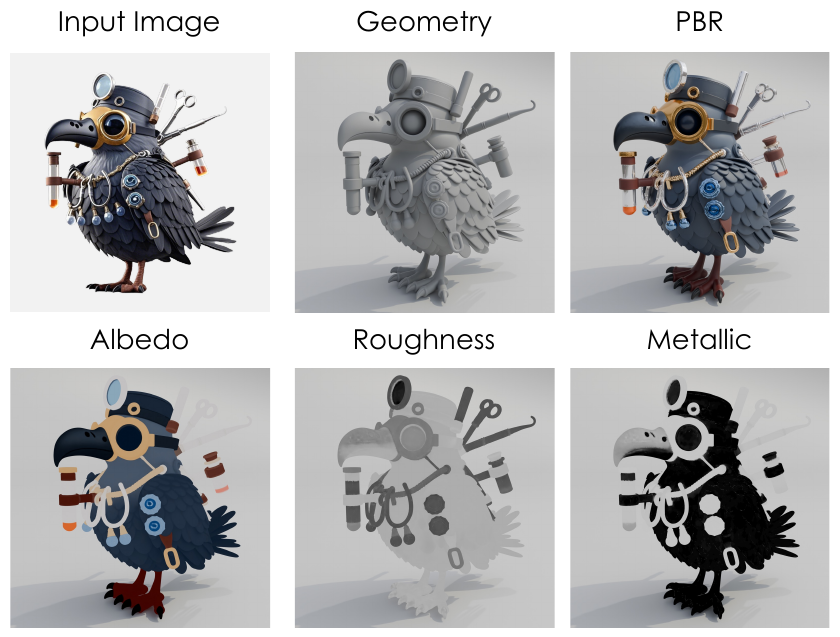 Input Image
Geometry
PBR
Albedo
Roughness
Metallic